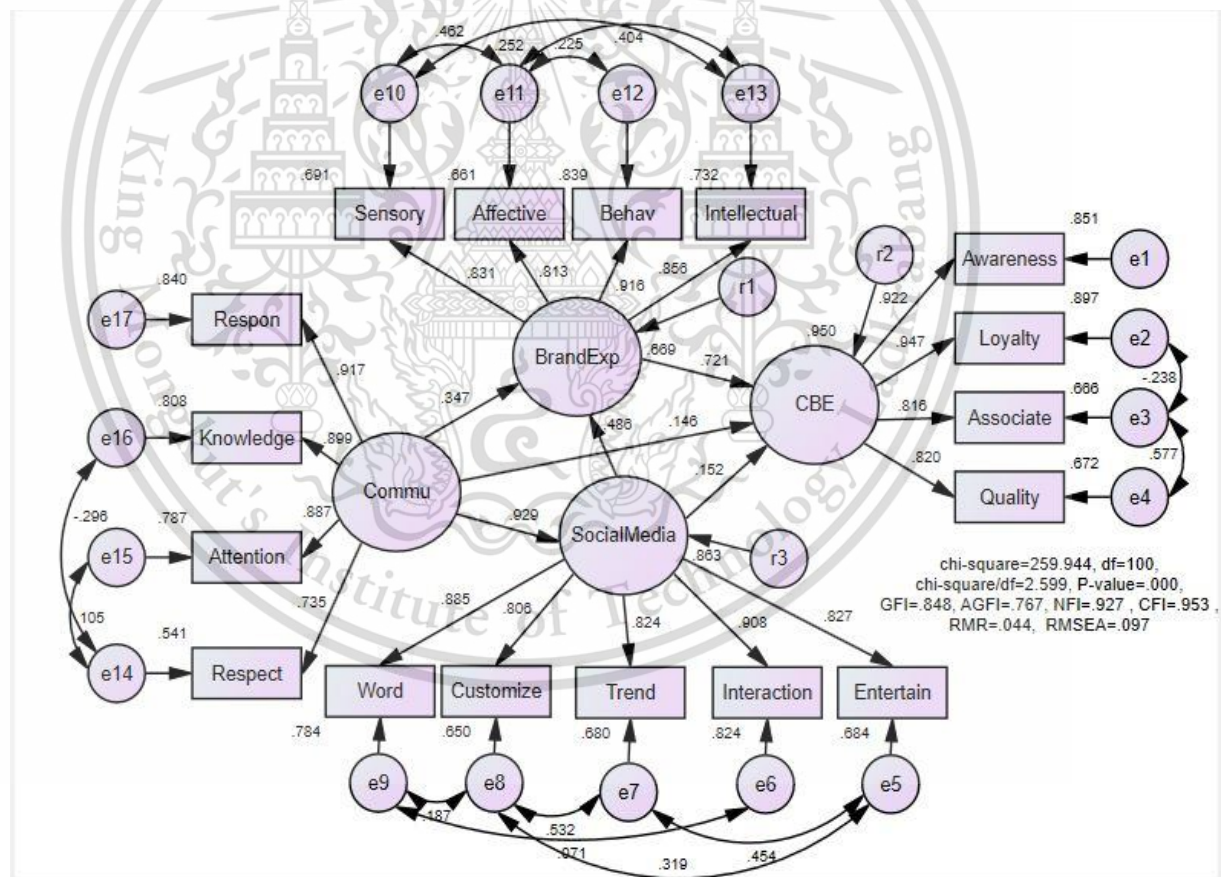 .462
.252
.225
.404
e10
e11
e12
e13
.691
.661
.839
.732
Sensory
Affective
Behav
Intellectual
.851
r2
Awareness
e1
.831
.813
.916
.856
r1
.922
.897
.840
e17
Respon
BrandExp
.950
.947
Loyalty
e2
.669
.721
-.238
.917
CBE
.666
.816
Associate
e3
.347
.808
.486
.146
.577
e16
Knowledge
.899
.820
.672
Commu
.152
Quality
e4
-.296
.787
.887
.929
SocialMedia
e15
Attention
.863
r3
chi-square=259.944, df=100,
chi-square/df=2.599, P-value=.000,
GFI=.848, AGFI=.767, NFI=.927 , CFI=.953 ,
RMR=.044, RMSEA=.097
.735
.885
.806
.824
.908
.827
.105
.541
e14
Respect
Word
Customize
Trend
Interaction
Entertain
.784
.650
.680
.824
.684
e9
e8
e7
e6
e5
.187
.532
.071
.319
.454
King Mongkut's Institute of Technology Ladkrabang